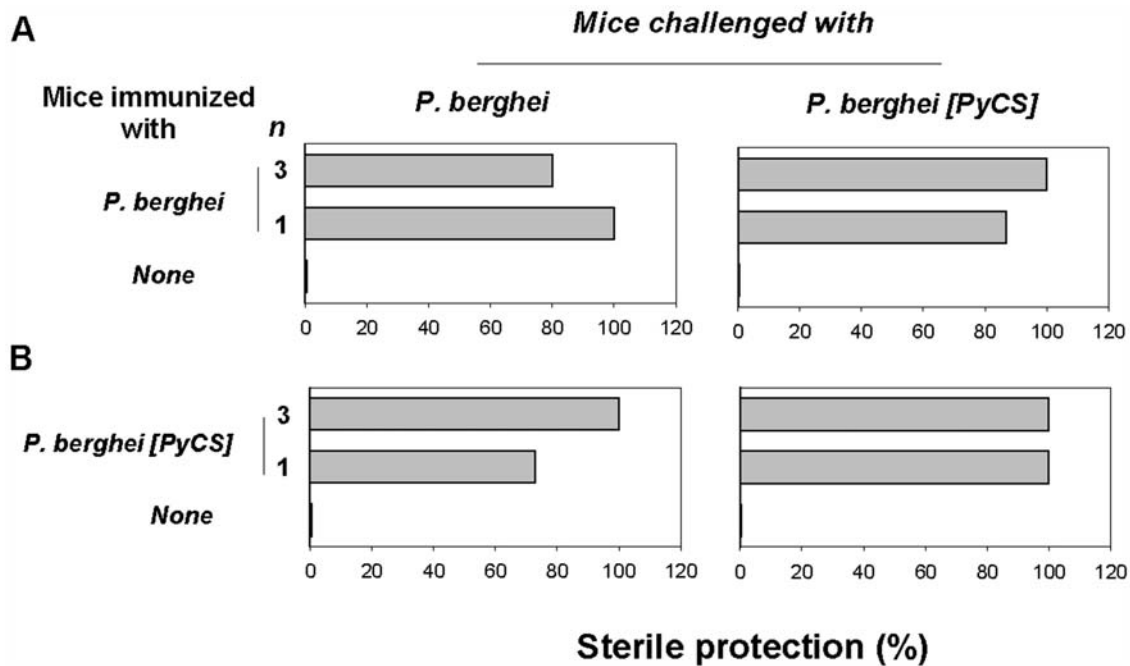 A
Mice challenged with
Mice immunized
with
n
P. berghei
P. berghei [PyCS]
3
P. berghei
1
None
0 20 40 60 80 100 120
0 20 40 60 80 100 120
B
3
P. berghei [PyCS]
1
None
0 20 40 60 80 100 120
0 20 40 60 80 100 120
Sterile protection (%)